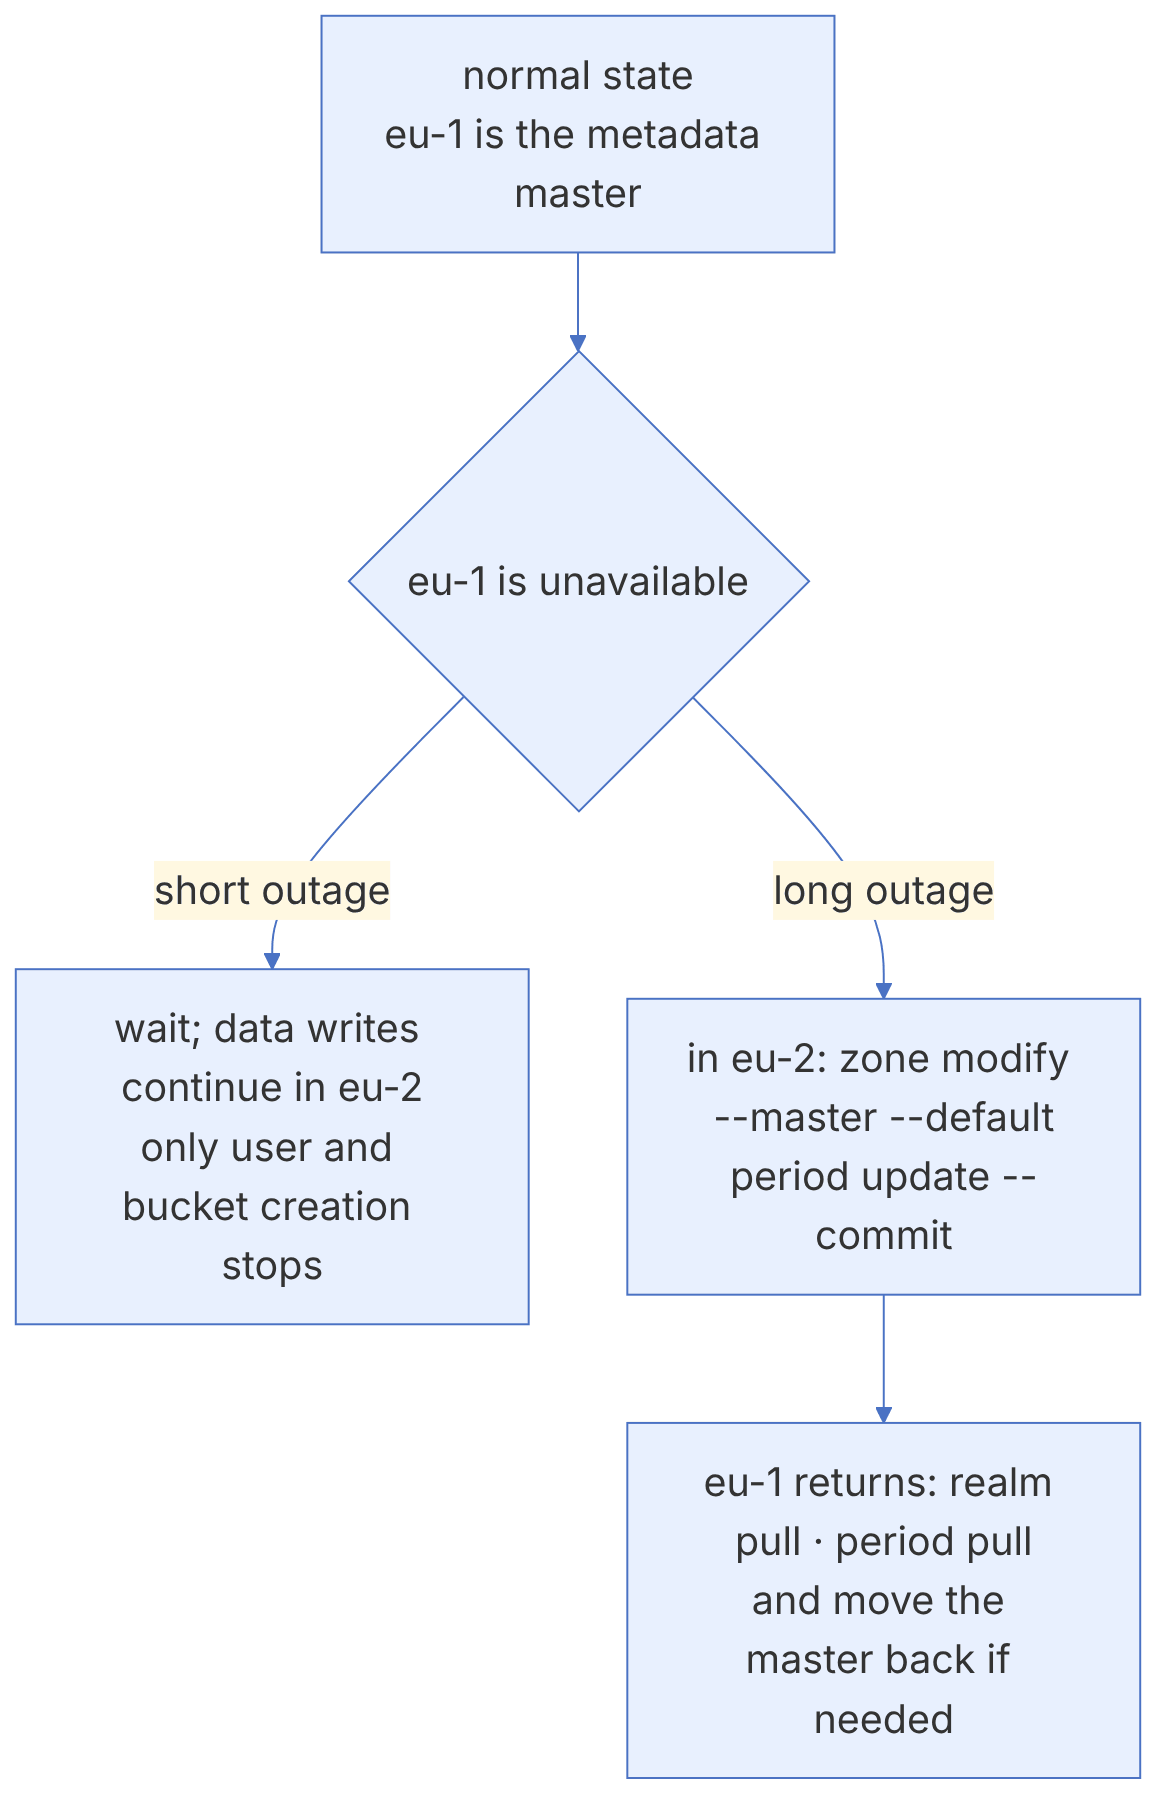 normal state
eu-1 is the metadata
master
eu-1 is unavailable
short outage
long outage
wait; data writes
continue in eu-2
only user and
bucket creation
stops
in eu-2: zone modify
--master --default
period update --
commit
eu-1 returns: realm
pull · period pull
and move the
master back if
needed